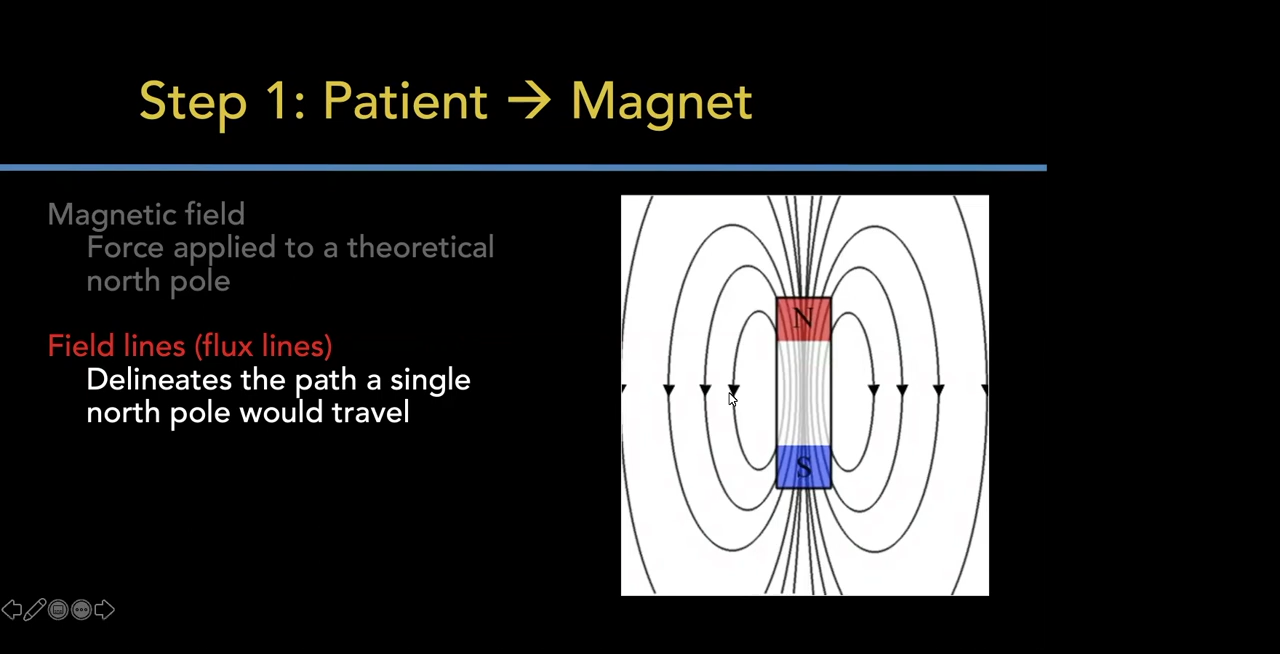 Step 1: Patient → Magnet
Magnetic field
Force applied to a theoretical
north pole
Field lines (flux lines)
Delineates the path a single
north pole would travel
N
S